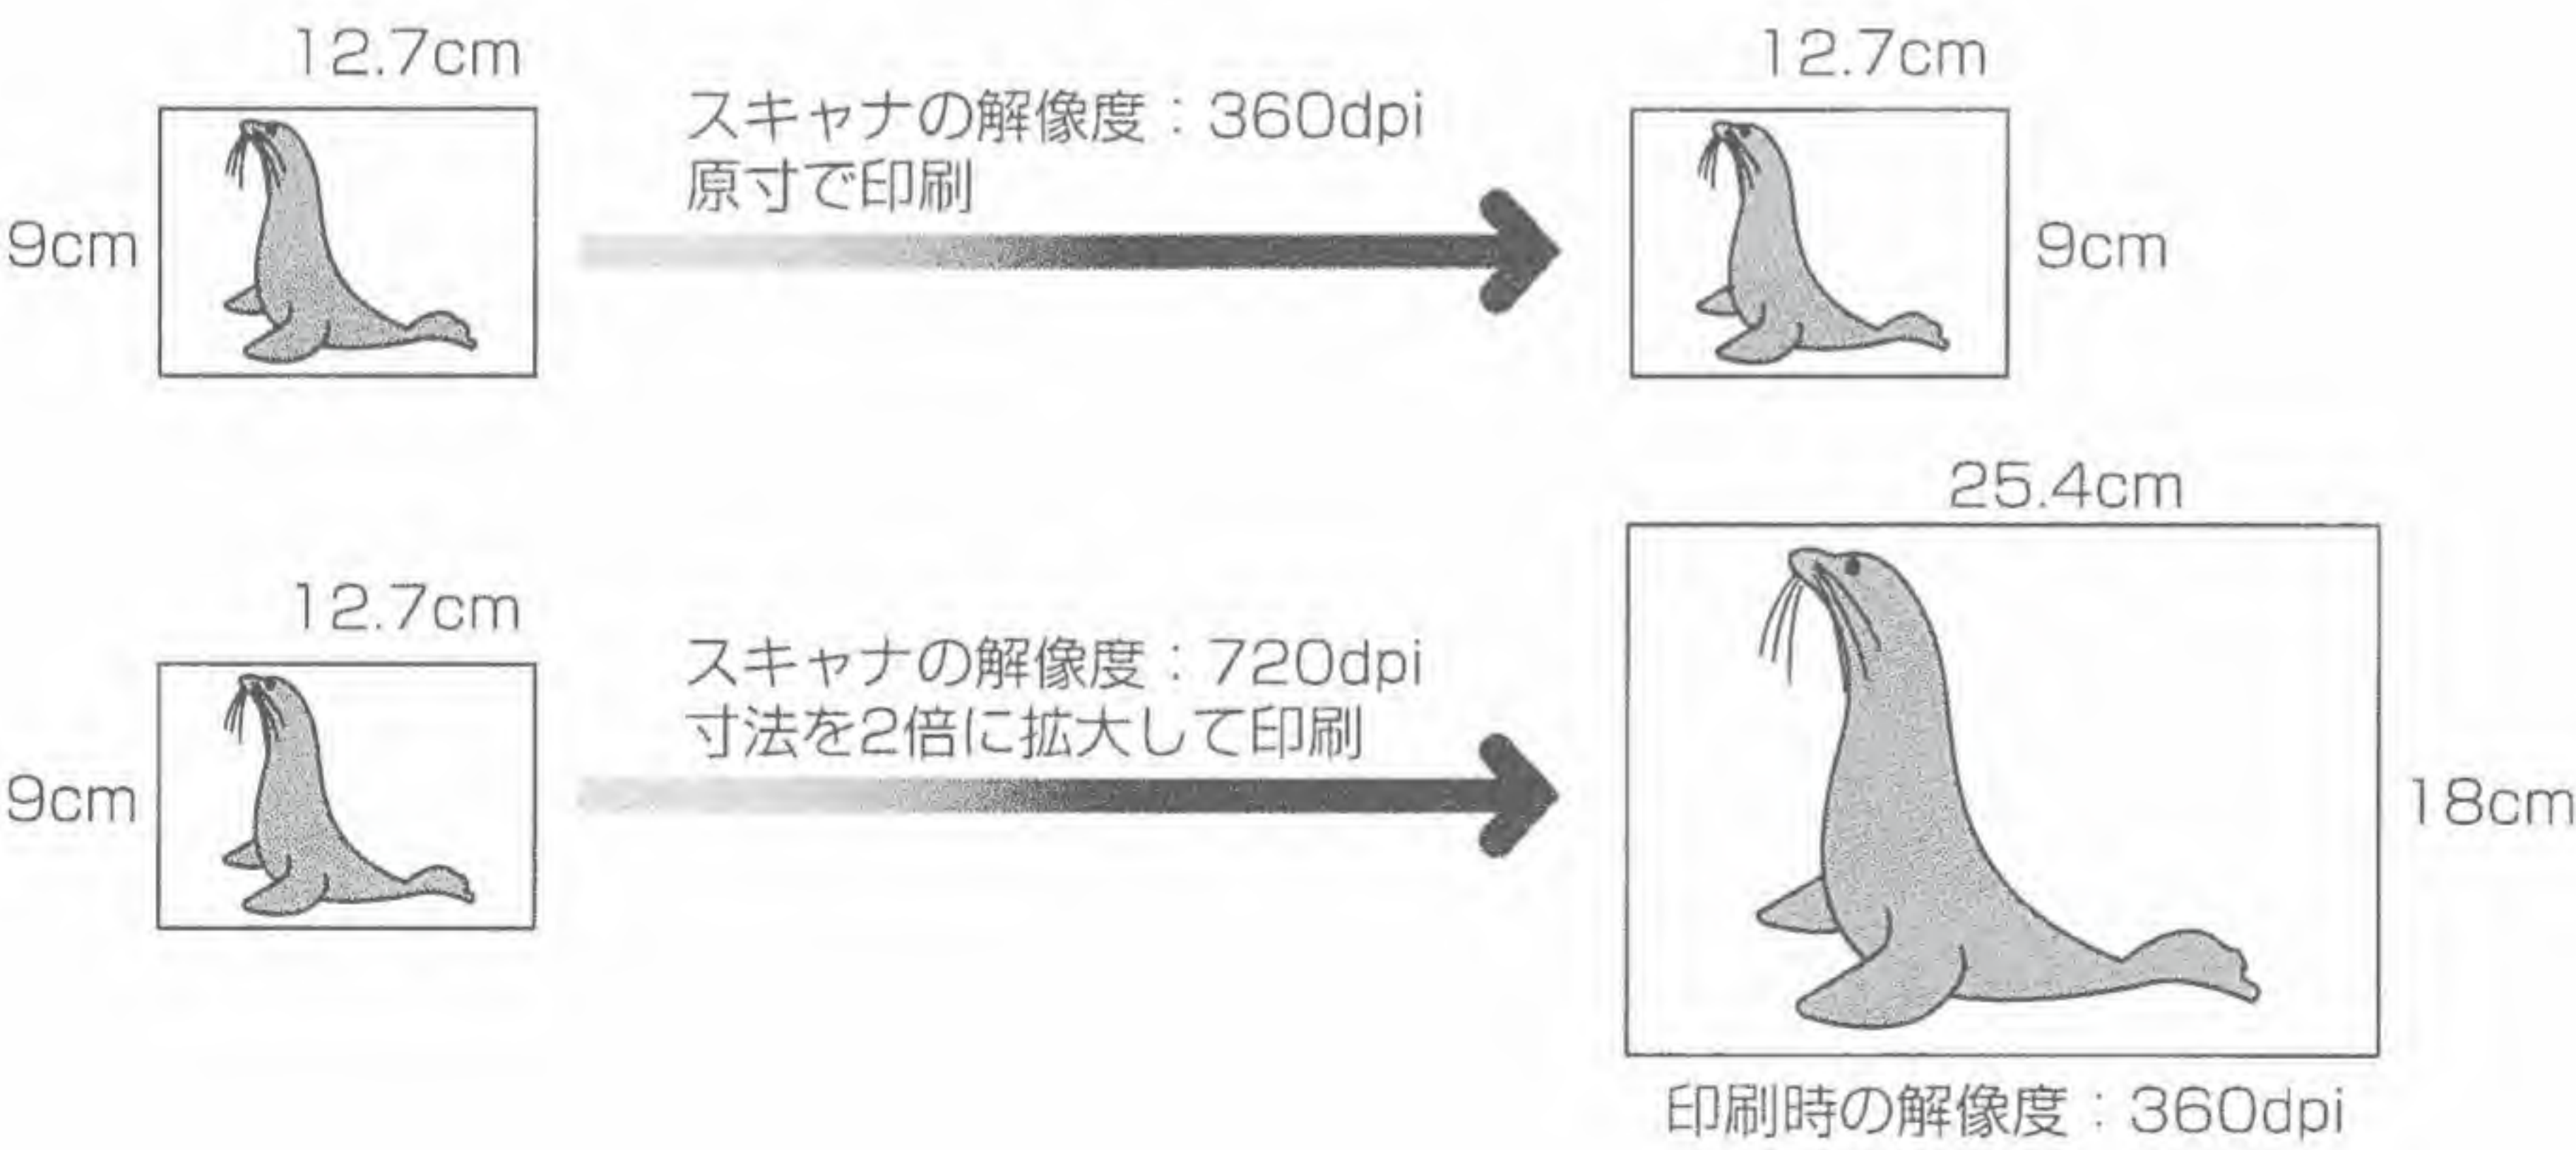 12.7cm
9cm
スキャナの解像度：360dpi
原寸で印刷
12.7cm
9cm
12.7cm
9cm
スキャナの解像度：720dpi
寸法を2倍に拡大して印刷
25.4cm
18cm
印刷時の解像度：360dpi